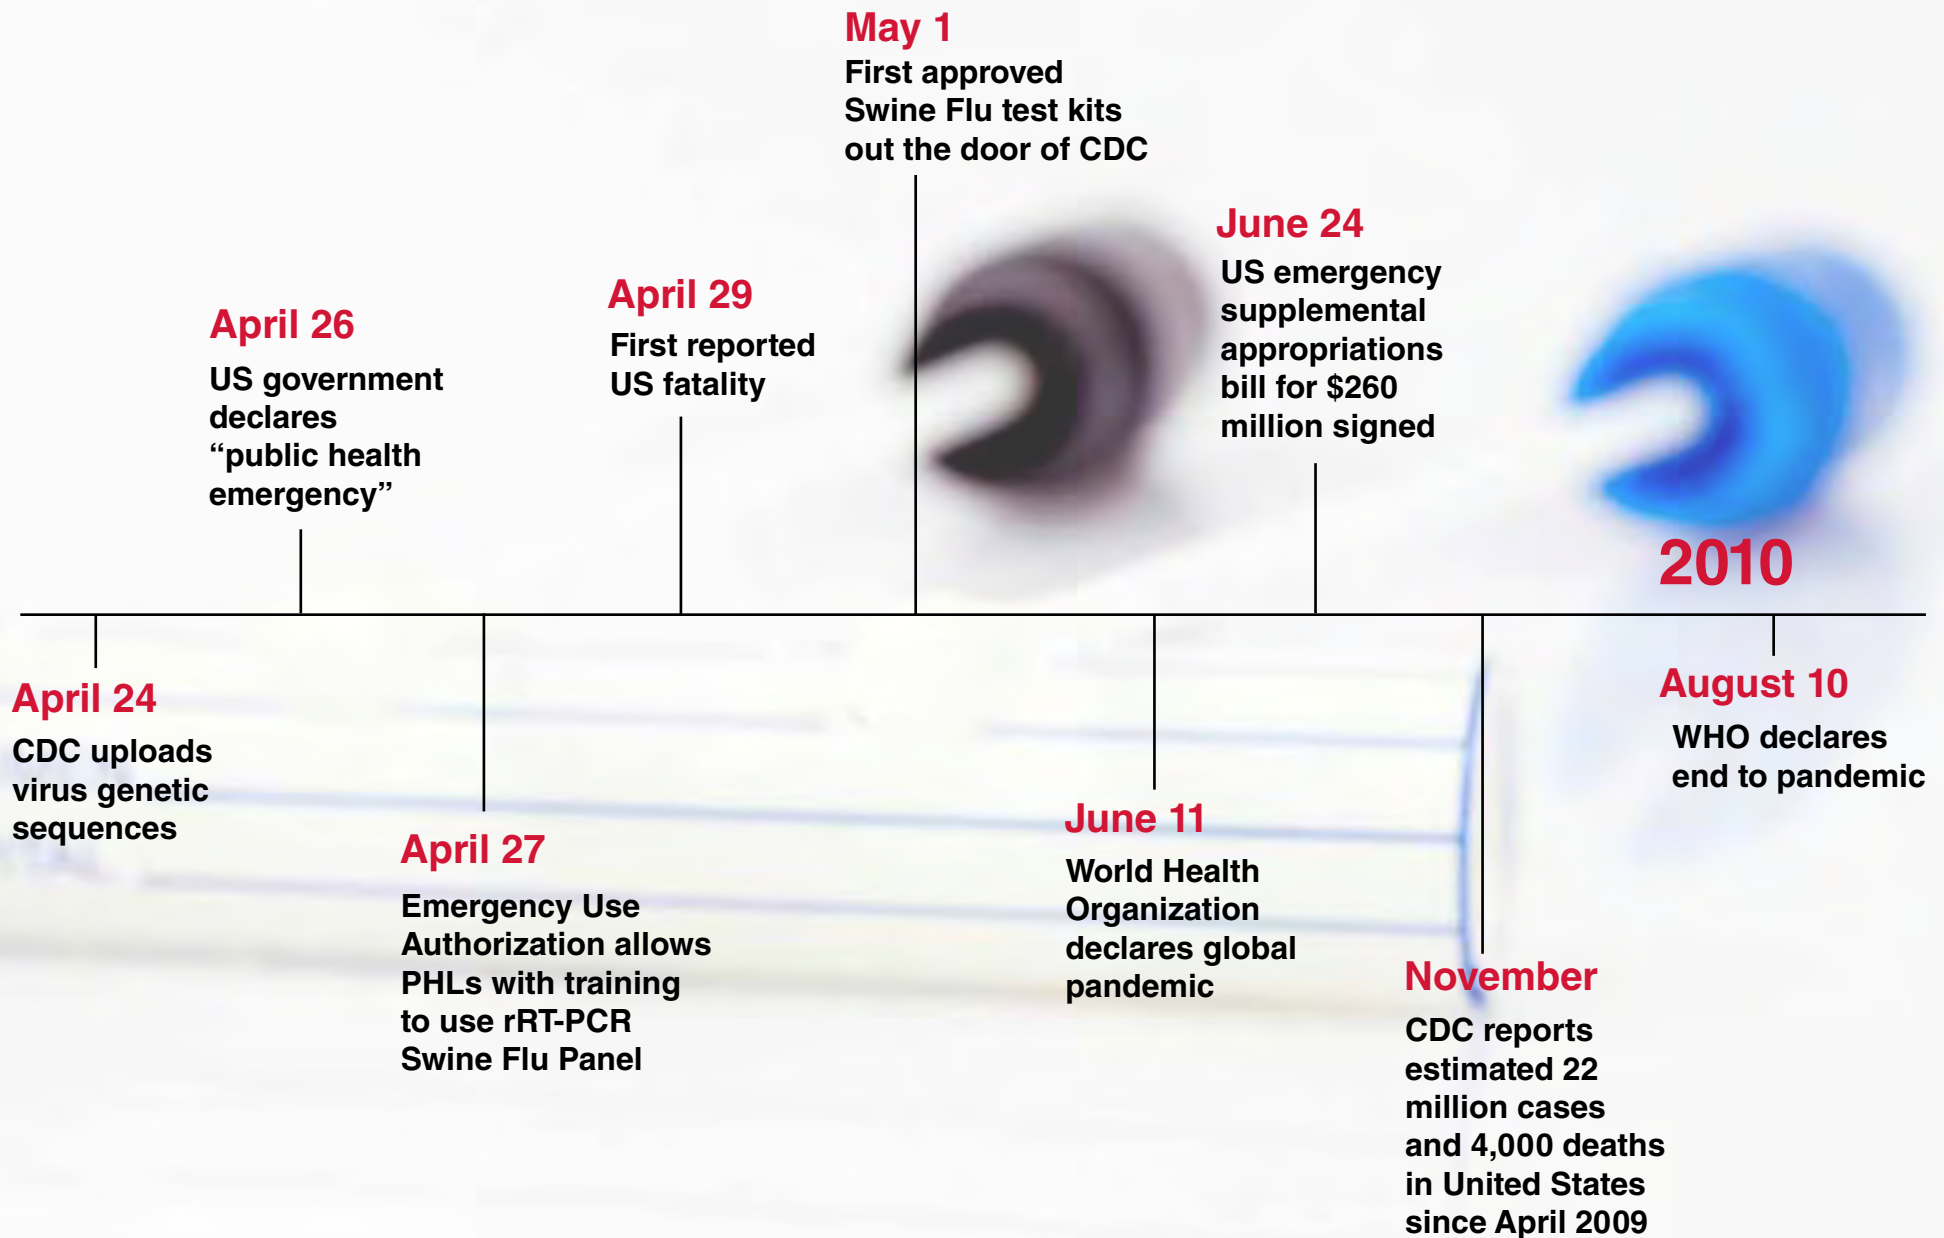 May 1
First approved
Swine Flu test kits
out the door of CDC
June 24
US emergency
supplemental
appropriations
bill for $260
million signed
April 29
First reported
US fatality
April 26
US government
declares
“public health
emergency”
2010
April 24
CDC uploads
virus genetic
sequences
April 27
Emergency Use
Authorization allows
PHLs with training
to use rRT-PCR
Swine Flu Panel
June 11
World Health
Organization
declares global
pandemic
November
CDC reports
estimated 22
million cases
and 4,000 deaths
in United States
since April 2009
August 10
WHO declares
end to pandemic